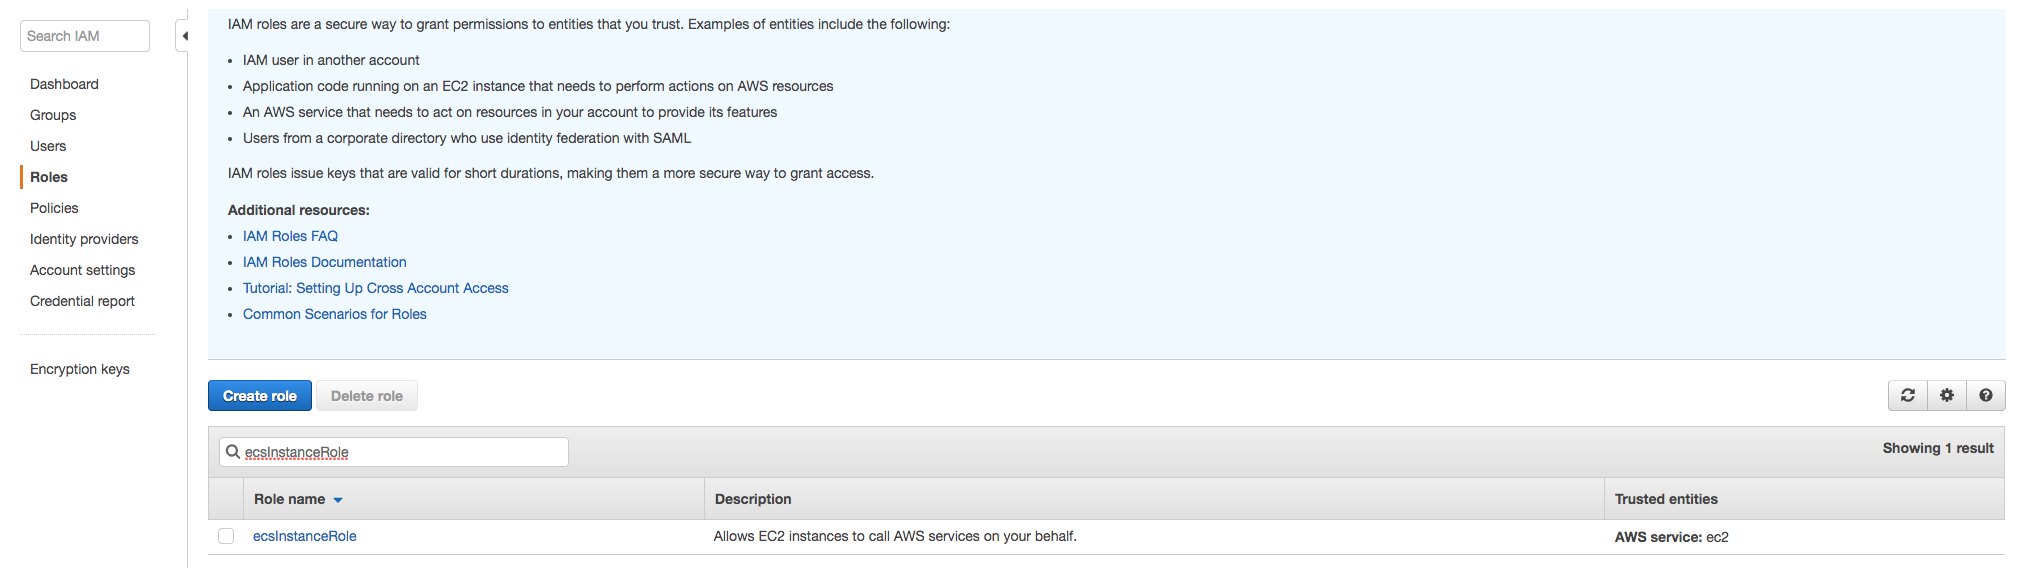 Search IAM
Dashboard
Groups
Users
Roles
Policies
Identity providers
Account settings
Credential report
Encryption keys
IAM roles are a secure way to grant permissions to entities that you trust. Examples of entities include the following:
IAM user in another account
Application code running on an EC2 instance that needs to perform actions on AWS resources
An AWS service that needs to act on resources in your account to provide its features
Users from a corporate directory who use identity federation with SAML
IAM roles issue keys that are valid for short durations, making them a more secure way to grant access.
Additional resources:
IAM Roles FAQ
IAM Roles Documentation
Tutorial: Setting Up Cross Account Access
Common Scenarios for Roles
Create role Delete role
ecsInstanceRole Showing 1 result
Role name Description Trusted entities
ecsInstanceRole Allows EC2 instances to call AWS services on your behalf. AWS service: ec2